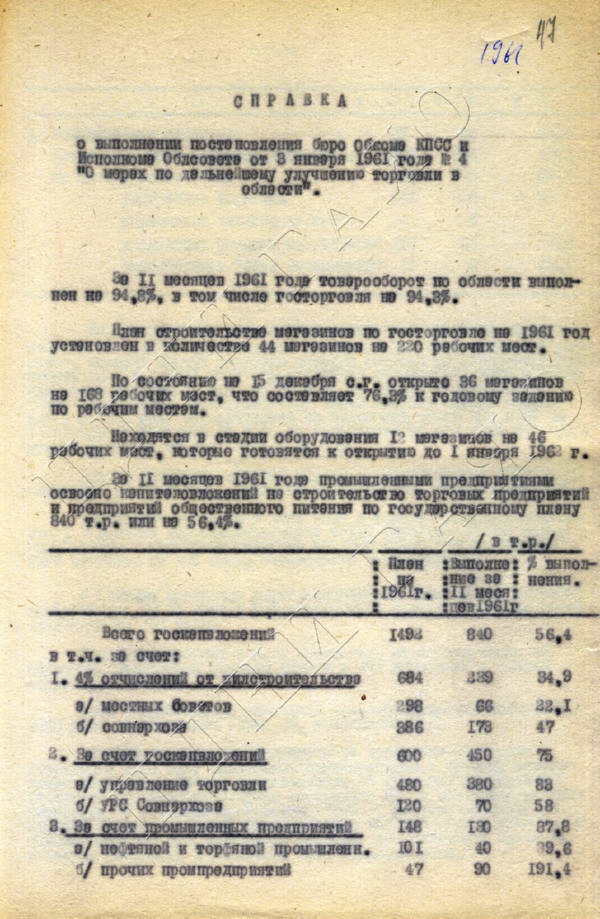 1961
47
СПРАВКА
о выполнении постановления бюро Обкома КПСС и
Исполкома Облсовета от 3 января 1961 года № 4
"О мерах по дальнейшему улучшению торговли в
области".
За II месяцев 1961 года товарооборот по области выпол-
нен на 94,8%, в том числе госторговля на 94,3%.
План строительства магазинов по госторговле на 1961 год
установлен в количестве 44 магазинов на 220 рабочих мест.
По состоянию на 15 декабря с.г. открыто 36 магазинов
на 168 рабочих мест, что составляет 76,3% к годовому заданию
по рабочим местам.
Находятся в стадии оборудования 12 магазинов на 46
рабочих мест, которые готовятся к открытию до I января 1962 г.
За II месяцев 1961 года промышленными предприятиями
освоено капиталовложений на строительство торговых предприятий
и предприятий общественного питания по государственному плану
840 т.р. или на 56,4%.
/в т.р./
План на 1961г. : Выполнение за II месяцев 1961г : % выпол-нения.
Всего госкапвложений 1492 840 56,4
в т.ч. за счет:
1. 4% отчислений от жилстроительства 684 239 34,9
а/ местных советов 298 66 22,1
б/ совнархоза 386 173 47
2. За счет госкапвложений 600 450 75
а/ управление торговли 480 380 83
б/ УРС Совнархоза 120 70 58
3. За счет промышленных предприятий 148 130 87,8
а/ нефтяной и торфяной промышленн. 101 40 39,6
б/ прочих промпредприятий 47 90 191,4